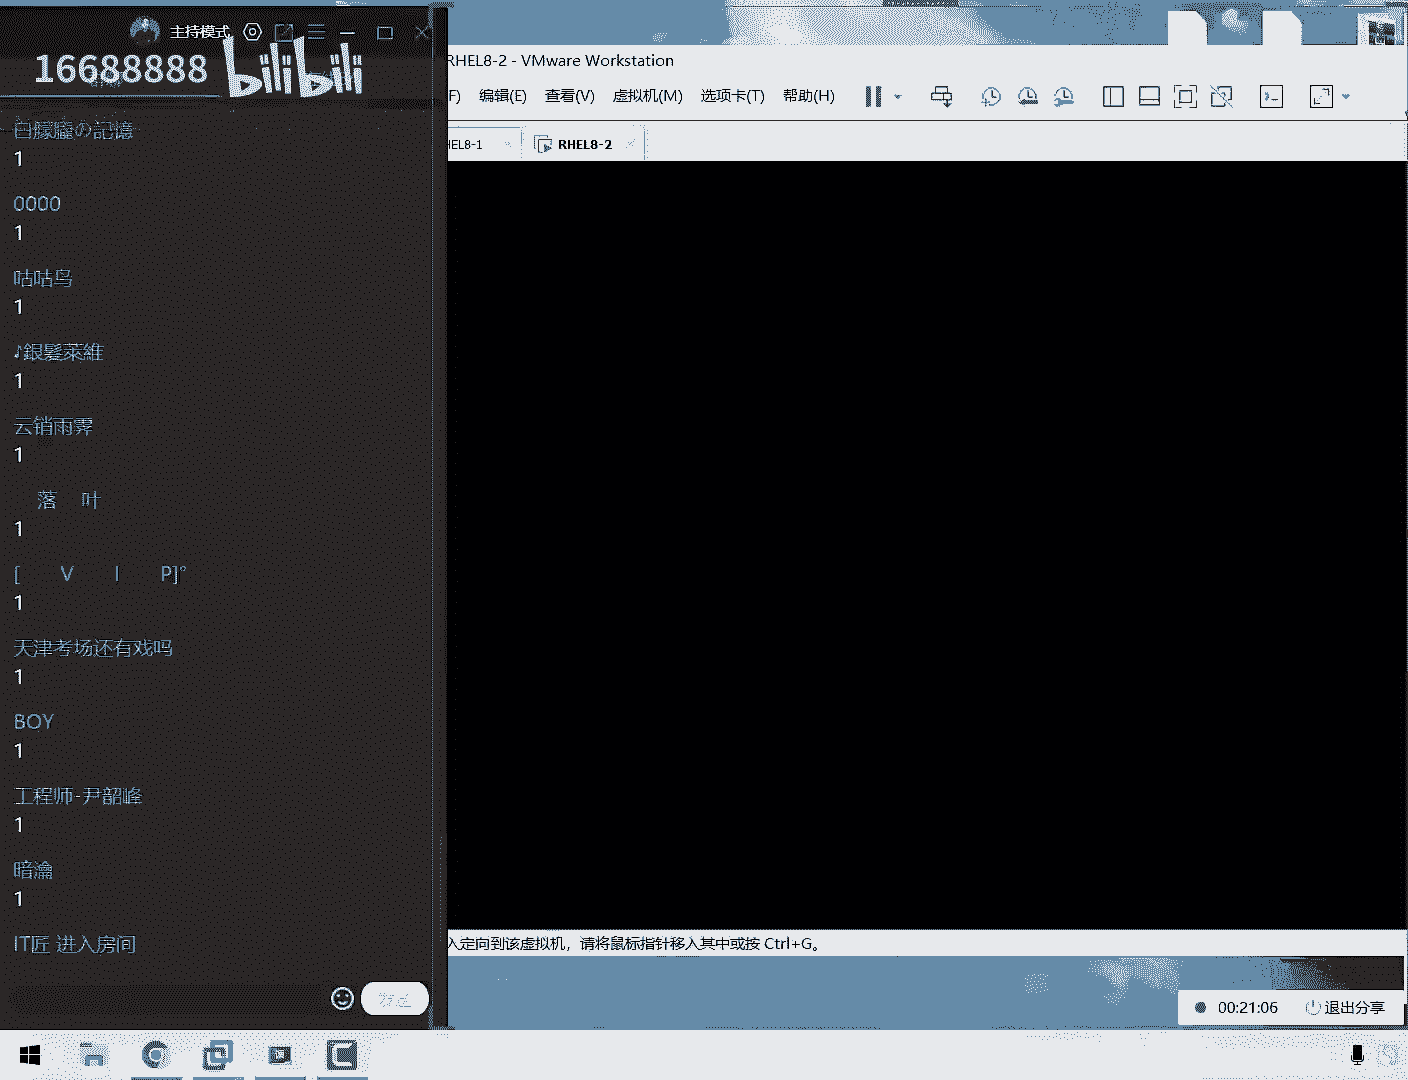 主持模式
16688888 bilibili
朦朧の記憶
1
0000
1
咕咕鸟
1
♪銀髮萊維
1
云销雨霁
1
落 叶
1
[ V I P]°
1
天津考场还有戏吗
1
BOY
1
工程师-尹韶峰
1
暗瀹
1
IT匠 进入房间
发送
RHEL8-2 - VMware Workstation
F) 编辑(E) 查看(V) 虚拟机(M) 选项卡(T) 帮助(H)
HEL8-1 RHEL8-2
入定向到该虚拟机，请将鼠标指针移入其中或按 Ctrl+G。
00:21:06 退出分享